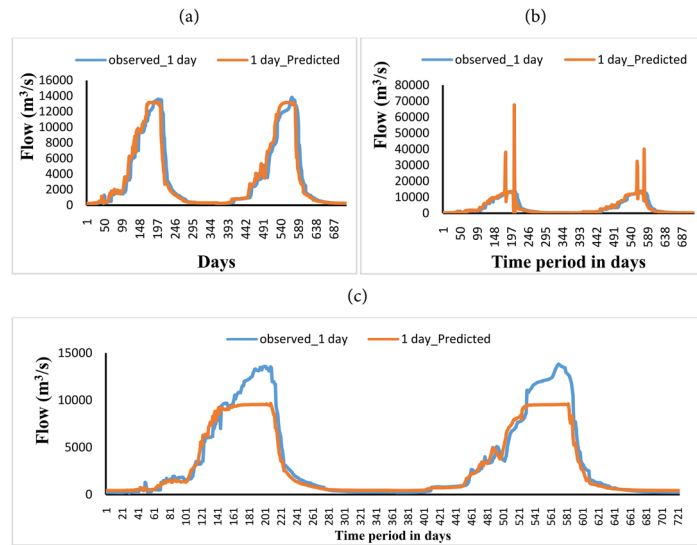 (a)
observed_1 day 1 day_Predicted
Flow (m³/s)
16000
14000
12000
10000
8000
6000
4000
2000
0
1 50 99 148 197 246 295 344 393 442 491 540 589 638 687
Days
(b)
observed_1 day 1 day_Predicted
Flow (m³/s)
80000
70000
60000
50000
40000
30000
20000
10000
0
1 50 99 148 197 246 295 344 393 442 491 540 589 638 687
Time period in days
(c)
observed_1 day 1 day_Predicted
Flow (m³/s)
15000
10000
5000
0
1 21 41 61 81 101 121 141 161 181 201 221 241 261 281 301 321 341 361 381 401 421 441 461 481 501 521 541 561 581 601 621 641 661 681 701 721
Time period in days